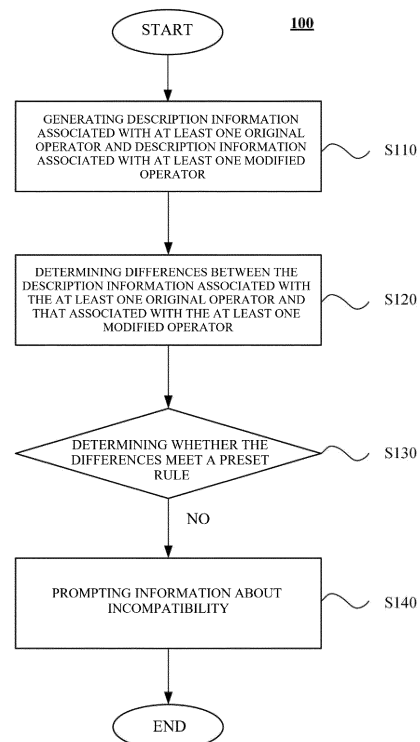 START
100
GENERATING DESCRIPTION INFORMATION
ASSOCIATED WITH AT LEAST ONE ORIGINAL
OPERATOR AND DESCRIPTION INFORMATION
ASSOCIATED WITH AT LEAST ONE MODIFIED
OPERATOR
S110
DETERMINING DIFFERENCES BETWEEN THE
DESCRIPTION INFORMATION ASSOCIATED WITH
THE AT LEAST ONE ORIGINAL OPERATOR AND
THAT ASSOCIATED WITH THE AT LEAST ONE
MODIFIED OPERATOR
S120
DETERMINING WHETHER THE
DIFFERENCES MEET A PRESET
RULE
S130
NO
PROMPTING INFORMATION ABOUT
INCOMPATIBILITY
S140
END